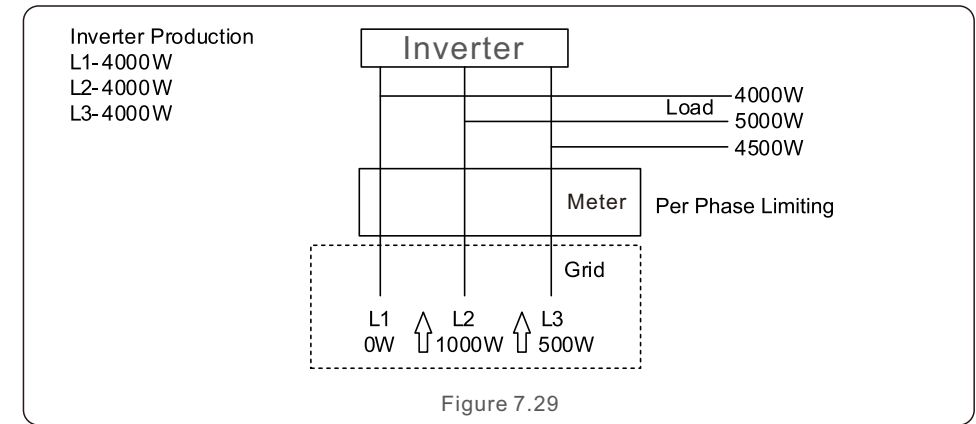 Inverter Production
L1-4000W
L2-4000W
L3-4000W
Inverter
Load
4000W
5000W
4500W
Meter
Per Phase Limiting
Grid
L1 L2 L3
0W 1000W 500W
Figure 7.29